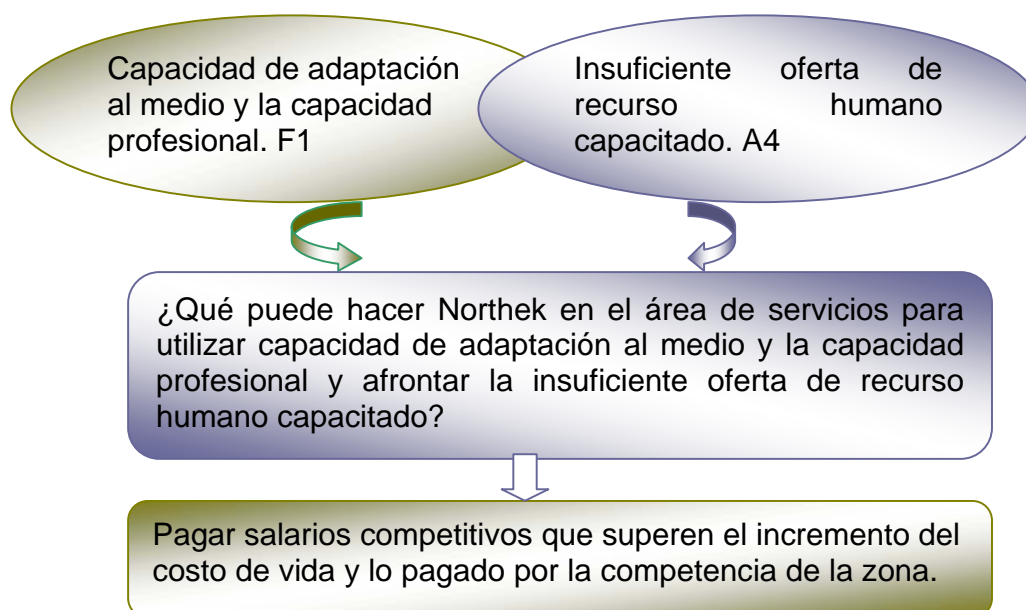 Capacidad de adaptación
al medio y la capacidad
profesional. F1
Insuficiente oferta de
recurso humano
capacitado. A4
¿Qué puede hacer Northek en el área de servicios para
utilizar capacidad de adaptación al medio y la capacidad
profesional y afrontar la insuficiente oferta de recurso
humano capacitado?
Pagar salarios competitivos que superen el incremento del
costo de vida y lo pagado por la competencia de la zona.